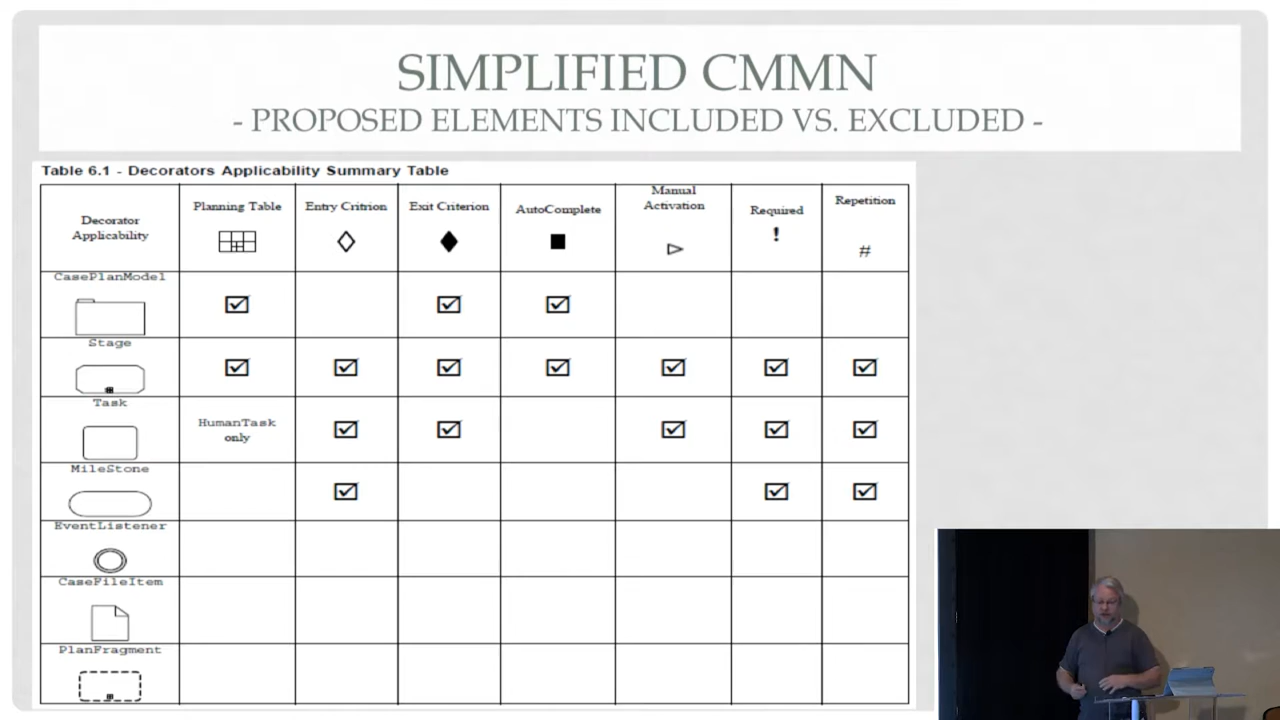 SIMPLIFIED CMMN
- PROPOSED ELEMENTS INCLUDED VS. EXCLUDED -
Table 6.1 - Decorators Applicability Summary Table
Decorator
Applicability
Planning Table
Entry Critrion
Exit Criterion
AutoComplete
Manual
Activation
Required
!
Repetition
#
CasePlanModel
Stage
Task
HumanTask
only
MileStone
EventListener
CaseFileItem
PlanFragment